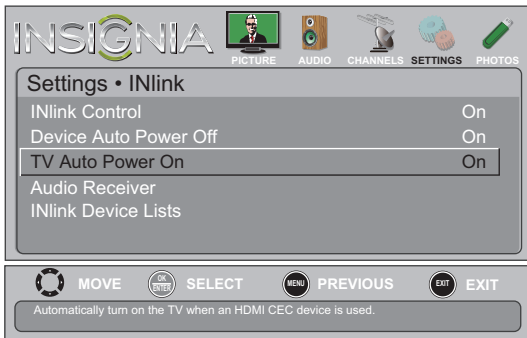 INSIGNIA
PICTURE AUDIO CHANNELS SETTINGS PHOTOS
Settings • INlink
INlink Control On
Device Auto Power Off On
TV Auto Power On On
Audio Receiver
INlink Device Lists
MOVE OK ENTER SELECT MENU PREVIOUS EXIT EXIT
Automatically turn on the TV when an HDMI CEC device is used.